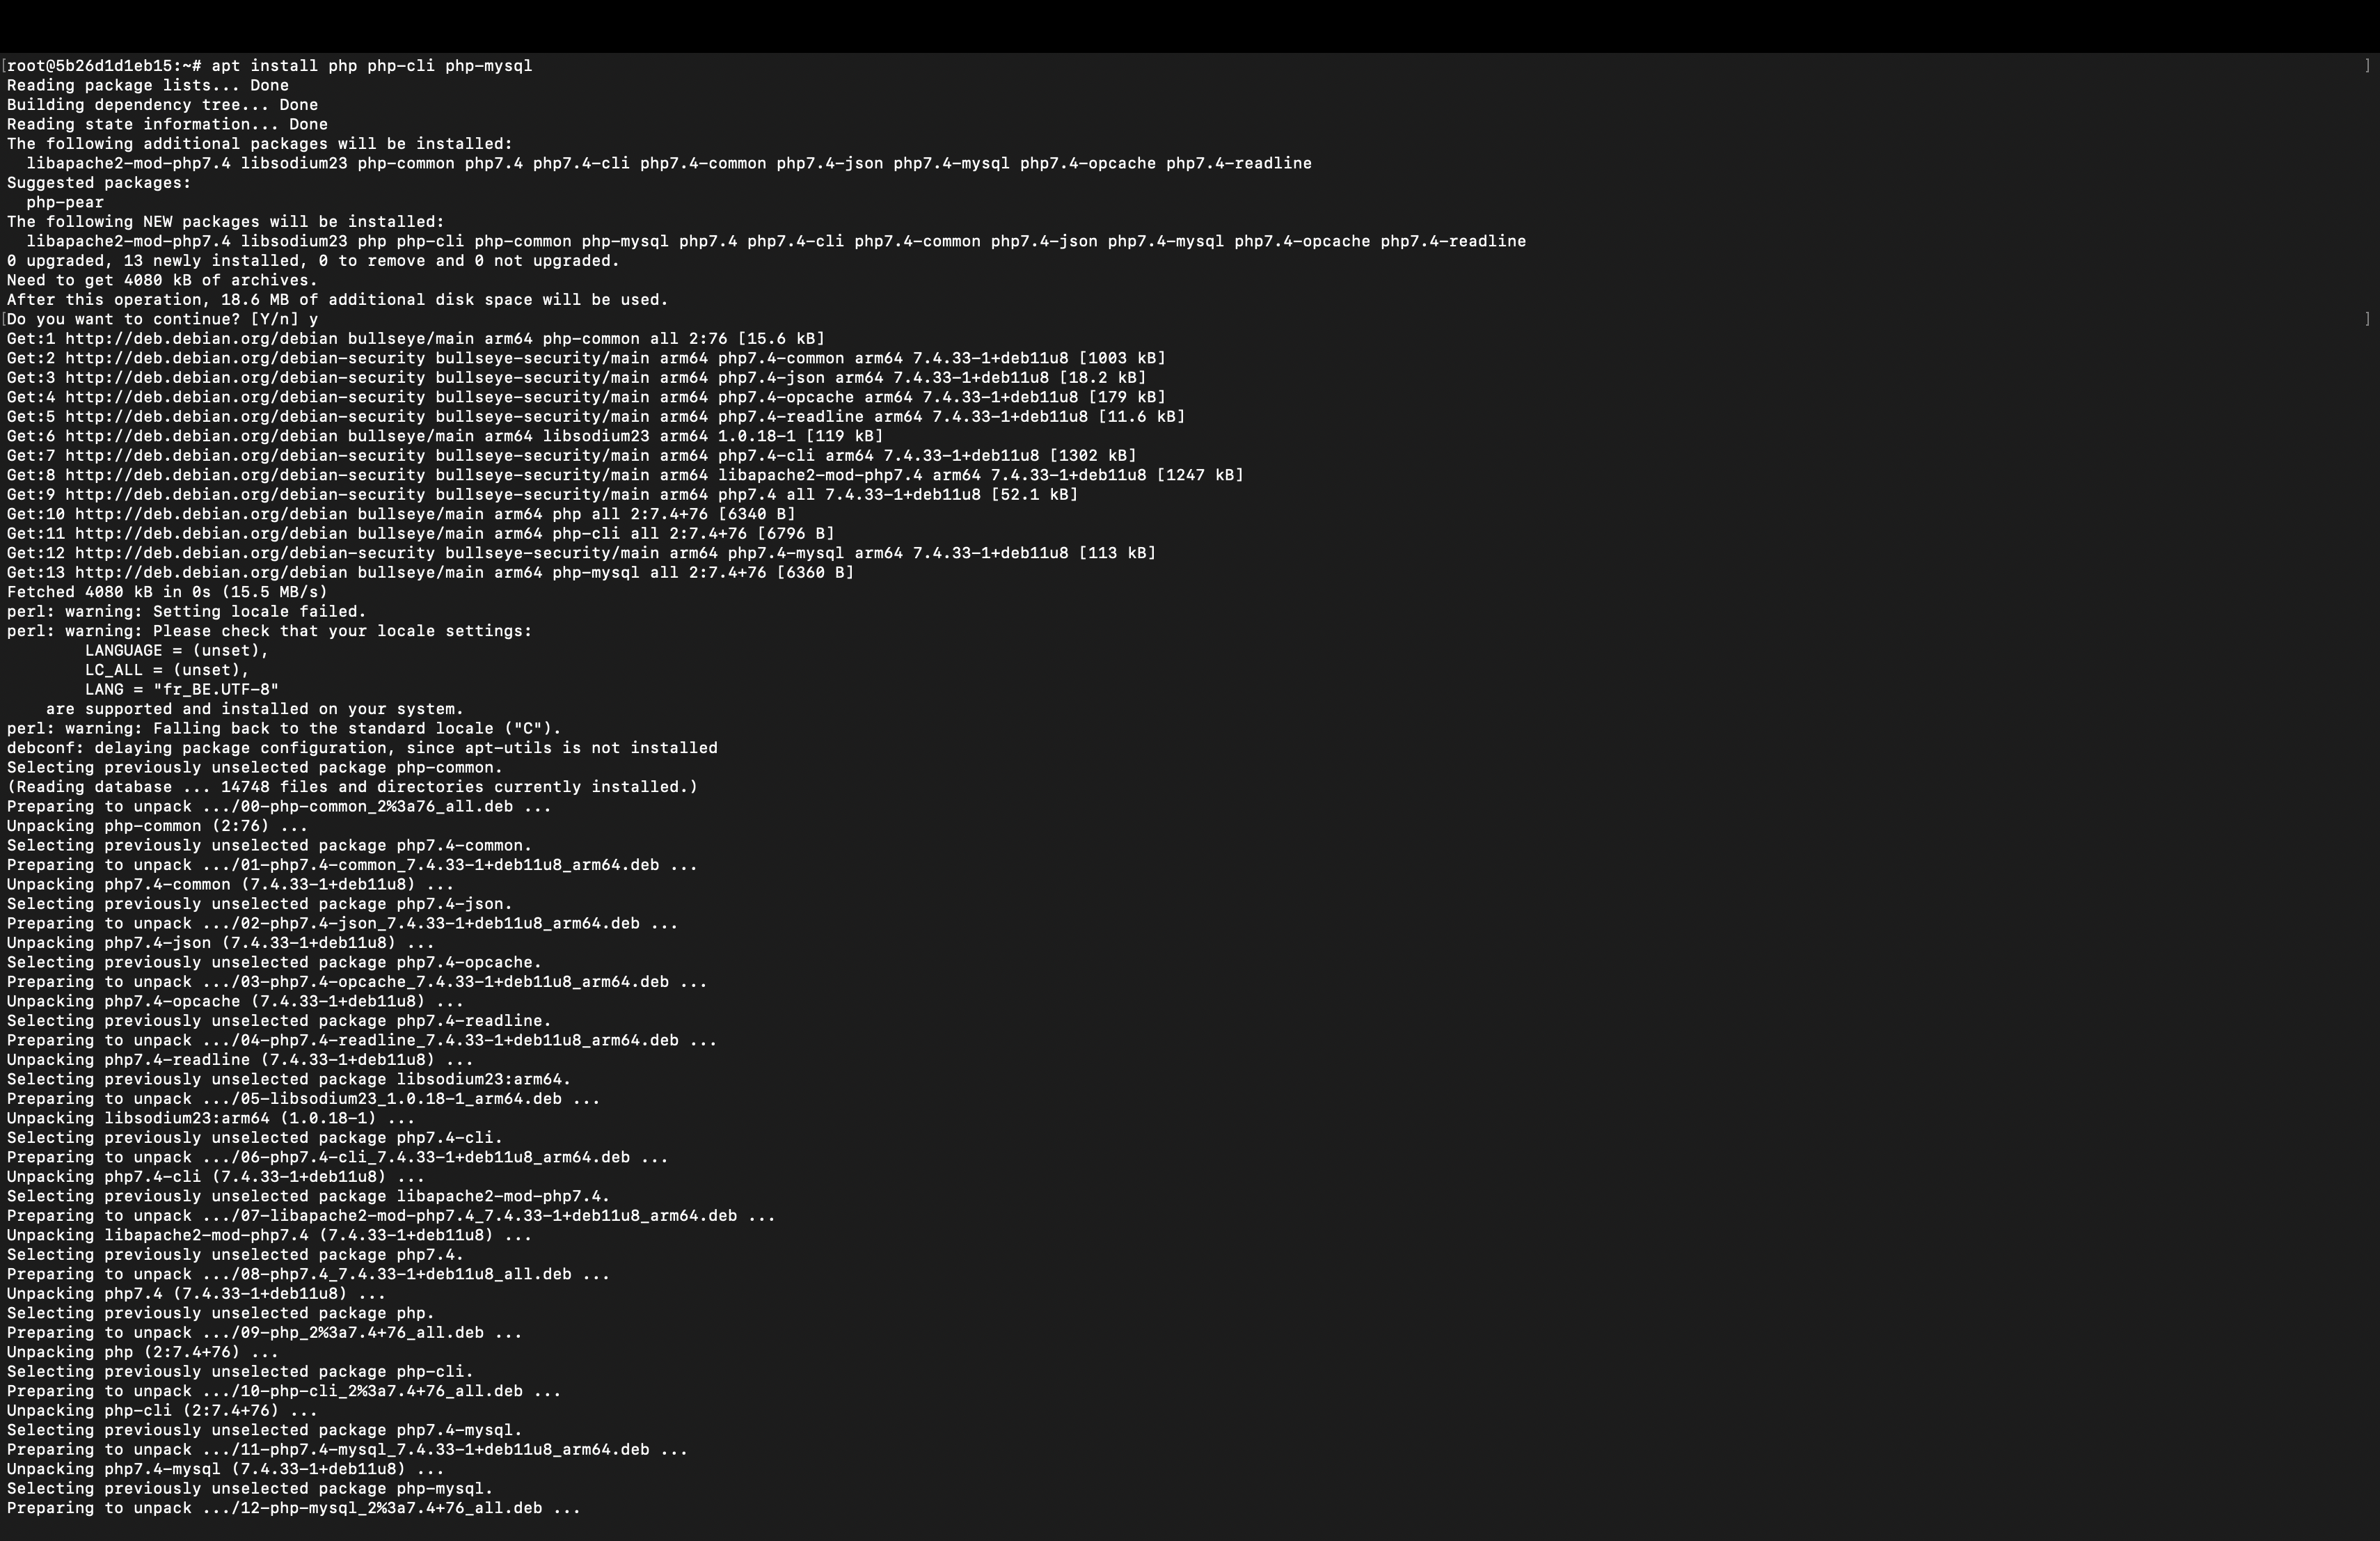 [root@5b26d1d1eb15:~# apt install php php-cli php-mysql ]
Reading package lists... Done
Building dependency tree... Done
Reading state information... Done
The following additional packages will be installed:
  libapache2-mod-php7.4 libsodium23 php-common php7.4 php7.4-cli php7.4-common php7.4-json php7.4-mysql php7.4-opcache php7.4-readline
Suggested packages:
  php-pear
The following NEW packages will be installed:
  libapache2-mod-php7.4 libsodium23 php php-cli php-common php-mysql php7.4 php7.4-cli php7.4-common php7.4-json php7.4-mysql php7.4-opcache php7.4-readline
0 upgraded, 13 newly installed, 0 to remove and 0 not upgraded.
Need to get 4080 kB of archives.
After this operation, 18.6 MB of additional disk space will be used.
[Do you want to continue? [Y/n] y ]
Get:1 http://deb.debian.org/debian bullseye/main arm64 php-common all 2:76 [15.6 kB]
Get:2 http://deb.debian.org/debian-security bullseye-security/main arm64 php7.4-common arm64 7.4.33-1+deb11u8 [1003 kB]
Get:3 http://deb.debian.org/debian-security bullseye-security/main arm64 php7.4-json arm64 7.4.33-1+deb11u8 [18.2 kB]
Get:4 http://deb.debian.org/debian-security bullseye-security/main arm64 php7.4-opcache arm64 7.4.33-1+deb11u8 [179 kB]
Get:5 http://deb.debian.org/debian-security bullseye-security/main arm64 php7.4-readline arm64 7.4.33-1+deb11u8 [11.6 kB]
Get:6 http://deb.debian.org/debian bullseye/main arm64 libsodium23 arm64 1.0.18-1 [119 kB]
Get:7 http://deb.debian.org/debian-security bullseye-security/main arm64 php7.4-cli arm64 7.4.33-1+deb11u8 [1302 kB]
Get:8 http://deb.debian.org/debian-security bullseye-security/main arm64 libapache2-mod-php7.4 arm64 7.4.33-1+deb11u8 [1247 kB]
Get:9 http://deb.debian.org/debian-security bullseye-security/main arm64 php7.4 all 7.4.33-1+deb11u8 [52.1 kB]
Get:10 http://deb.debian.org/debian bullseye/main arm64 php all 2:7.4+76 [6340 B]
Get:11 http://deb.debian.org/debian bullseye/main arm64 php-cli all 2:7.4+76 [6796 B]
Get:12 http://deb.debian.org/debian-security bullseye-security/main arm64 php7.4-mysql arm64 7.4.33-1+deb11u8 [113 kB]
Get:13 http://deb.debian.org/debian bullseye/main arm64 php-mysql all 2:7.4+76 [6360 B]
Fetched 4080 kB in 0s (15.5 MB/s)
perl: warning: Setting locale failed.
perl: warning: Please check that your locale settings:
        LANGUAGE = (unset),
        LC_ALL = (unset),
        LANG = "fr_BE.UTF-8"
    are supported and installed on your system.
perl: warning: Falling back to the standard locale ("C").
debconf: delaying package configuration, since apt-utils is not installed
Selecting previously unselected package php-common.
(Reading database ... 14748 files and directories currently installed.)
Preparing to unpack .../00-php-common_2%3a76_all.deb ...
Unpacking php-common (2:76) ...
Selecting previously unselected package php7.4-common.
Preparing to unpack .../01-php7.4-common_7.4.33-1+deb11u8_arm64.deb ...
Unpacking php7.4-common (7.4.33-1+deb11u8) ...
Selecting previously unselected package php7.4-json.
Preparing to unpack .../02-php7.4-json_7.4.33-1+deb11u8_arm64.deb ...
Unpacking php7.4-json (7.4.33-1+deb11u8) ...
Selecting previously unselected package php7.4-opcache.
Preparing to unpack .../03-php7.4-opcache_7.4.33-1+deb11u8_arm64.deb ...
Unpacking php7.4-opcache (7.4.33-1+deb11u8) ...
Selecting previously unselected package php7.4-readline.
Preparing to unpack .../04-php7.4-readline_7.4.33-1+deb11u8_arm64.deb ...
Unpacking php7.4-readline (7.4.33-1+deb11u8) ...
Selecting previously unselected package libsodium23:arm64.
Preparing to unpack .../05-libsodium23_1.0.18-1_arm64.deb ...
Unpacking libsodium23:arm64 (1.0.18-1) ...
Selecting previously unselected package php7.4-cli.
Preparing to unpack .../06-php7.4-cli_7.4.33-1+deb11u8_arm64.deb ...
Unpacking php7.4-cli (7.4.33-1+deb11u8) ...
Selecting previously unselected package libapache2-mod-php7.4.
Preparing to unpack .../07-libapache2-mod-php7.4_7.4.33-1+deb11u8_arm64.deb ...
Unpacking libapache2-mod-php7.4 (7.4.33-1+deb11u8) ...
Selecting previously unselected package php7.4.
Preparing to unpack .../08-php7.4_7.4.33-1+deb11u8_all.deb ...
Unpacking php7.4 (7.4.33-1+deb11u8) ...
Selecting previously unselected package php.
Preparing to unpack .../09-php_2%3a7.4+76_all.deb ...
Unpacking php (2:7.4+76) ...
Selecting previously unselected package php-cli.
Preparing to unpack .../10-php-cli_2%3a7.4+76_all.deb ...
Unpacking php-cli (2:7.4+76) ...
Selecting previously unselected package php7.4-mysql.
Preparing to unpack .../11-php7.4-mysql_7.4.33-1+deb11u8_arm64.deb ...
Unpacking php7.4-mysql (7.4.33-1+deb11u8) ...
Selecting previously unselected package php-mysql.
Preparing to unpack .../12-php-mysql_2%3a7.4+76_all.deb ...